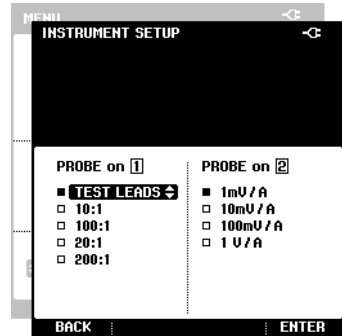 MENU
INSTRUMENT SETUP
PROBE on 1
TEST LEADS
10:1
100:1
20:1
200:1
PROBE on 2
1mV/A
10mV/A
100mV/A
1 V/A
BACK
ENTER